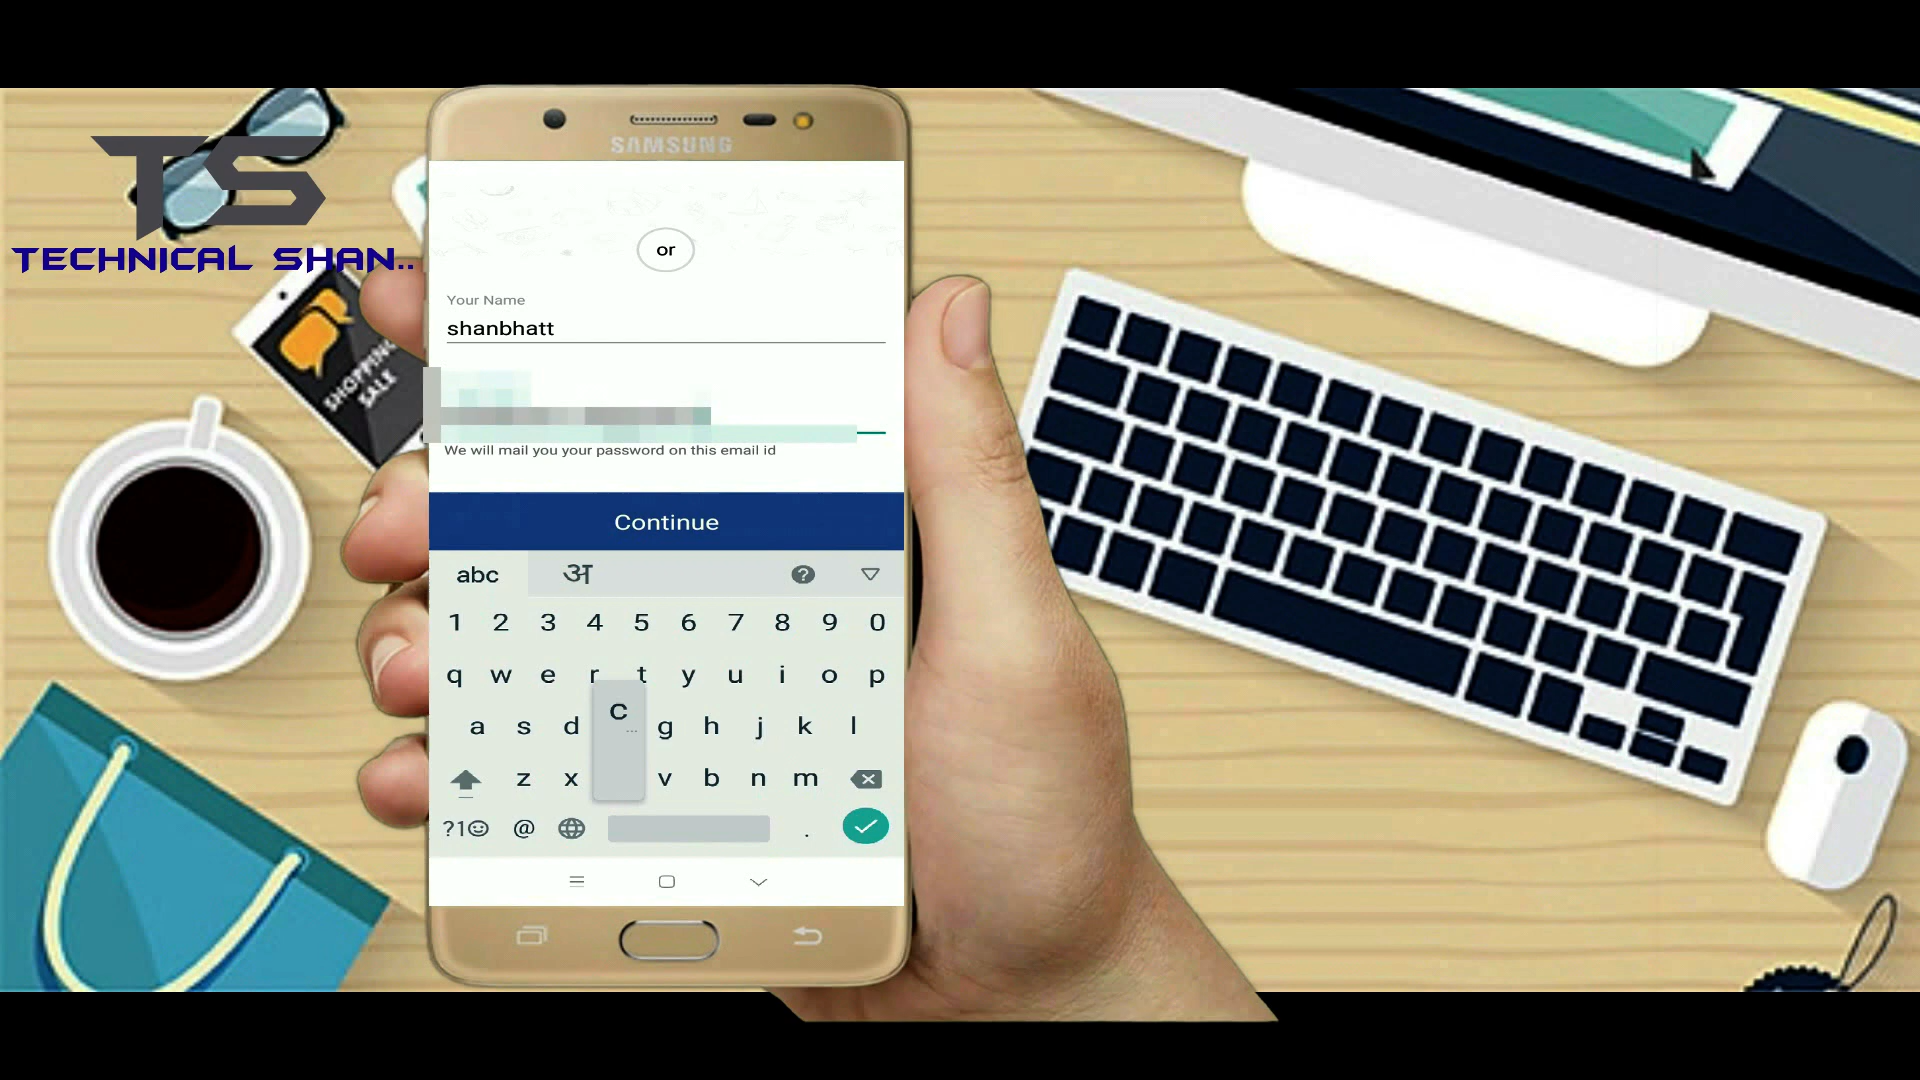 TS
TECHNICAL SHAN..
SHOPPING
SALE
SAMSUNG
or
Your Name
shanbhatt
We will mail you your password on this email id
Continue
abc अ ?
1 2 3 4 5 6 7 8 9 0
q w e r t y u i o p
a s d C g h j k l
z x v b n m
?1☺ @ .